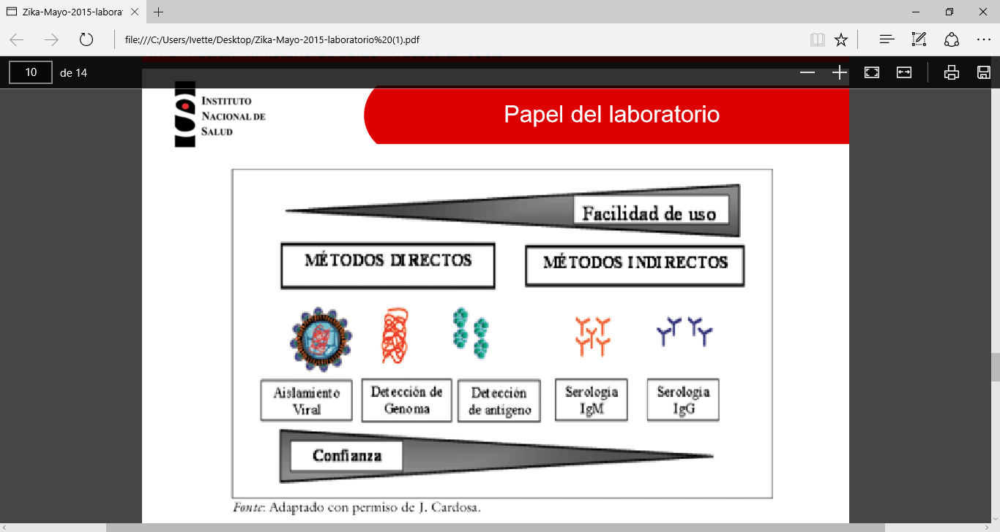 Zika-Mayo-2015-laborat
file:///C:/Users/Ivette/Desktop/Zika-Mayo-2015-laboratorio%20(1).pdf
10 de 14
INSTITUTO
NACIONAL DE
SALUD
Papel del laboratorio
Facilidad de uso
MÉTODOS DIRECTOS
MÉTODOS INDIRECTOS
Aislamiento
Viral
Detección de
Genoma
Detección
de antígeno
Serología
IgM
Serología
IgG
Confianza
Fonte: Adaptado con permiso de J. Cardosa.